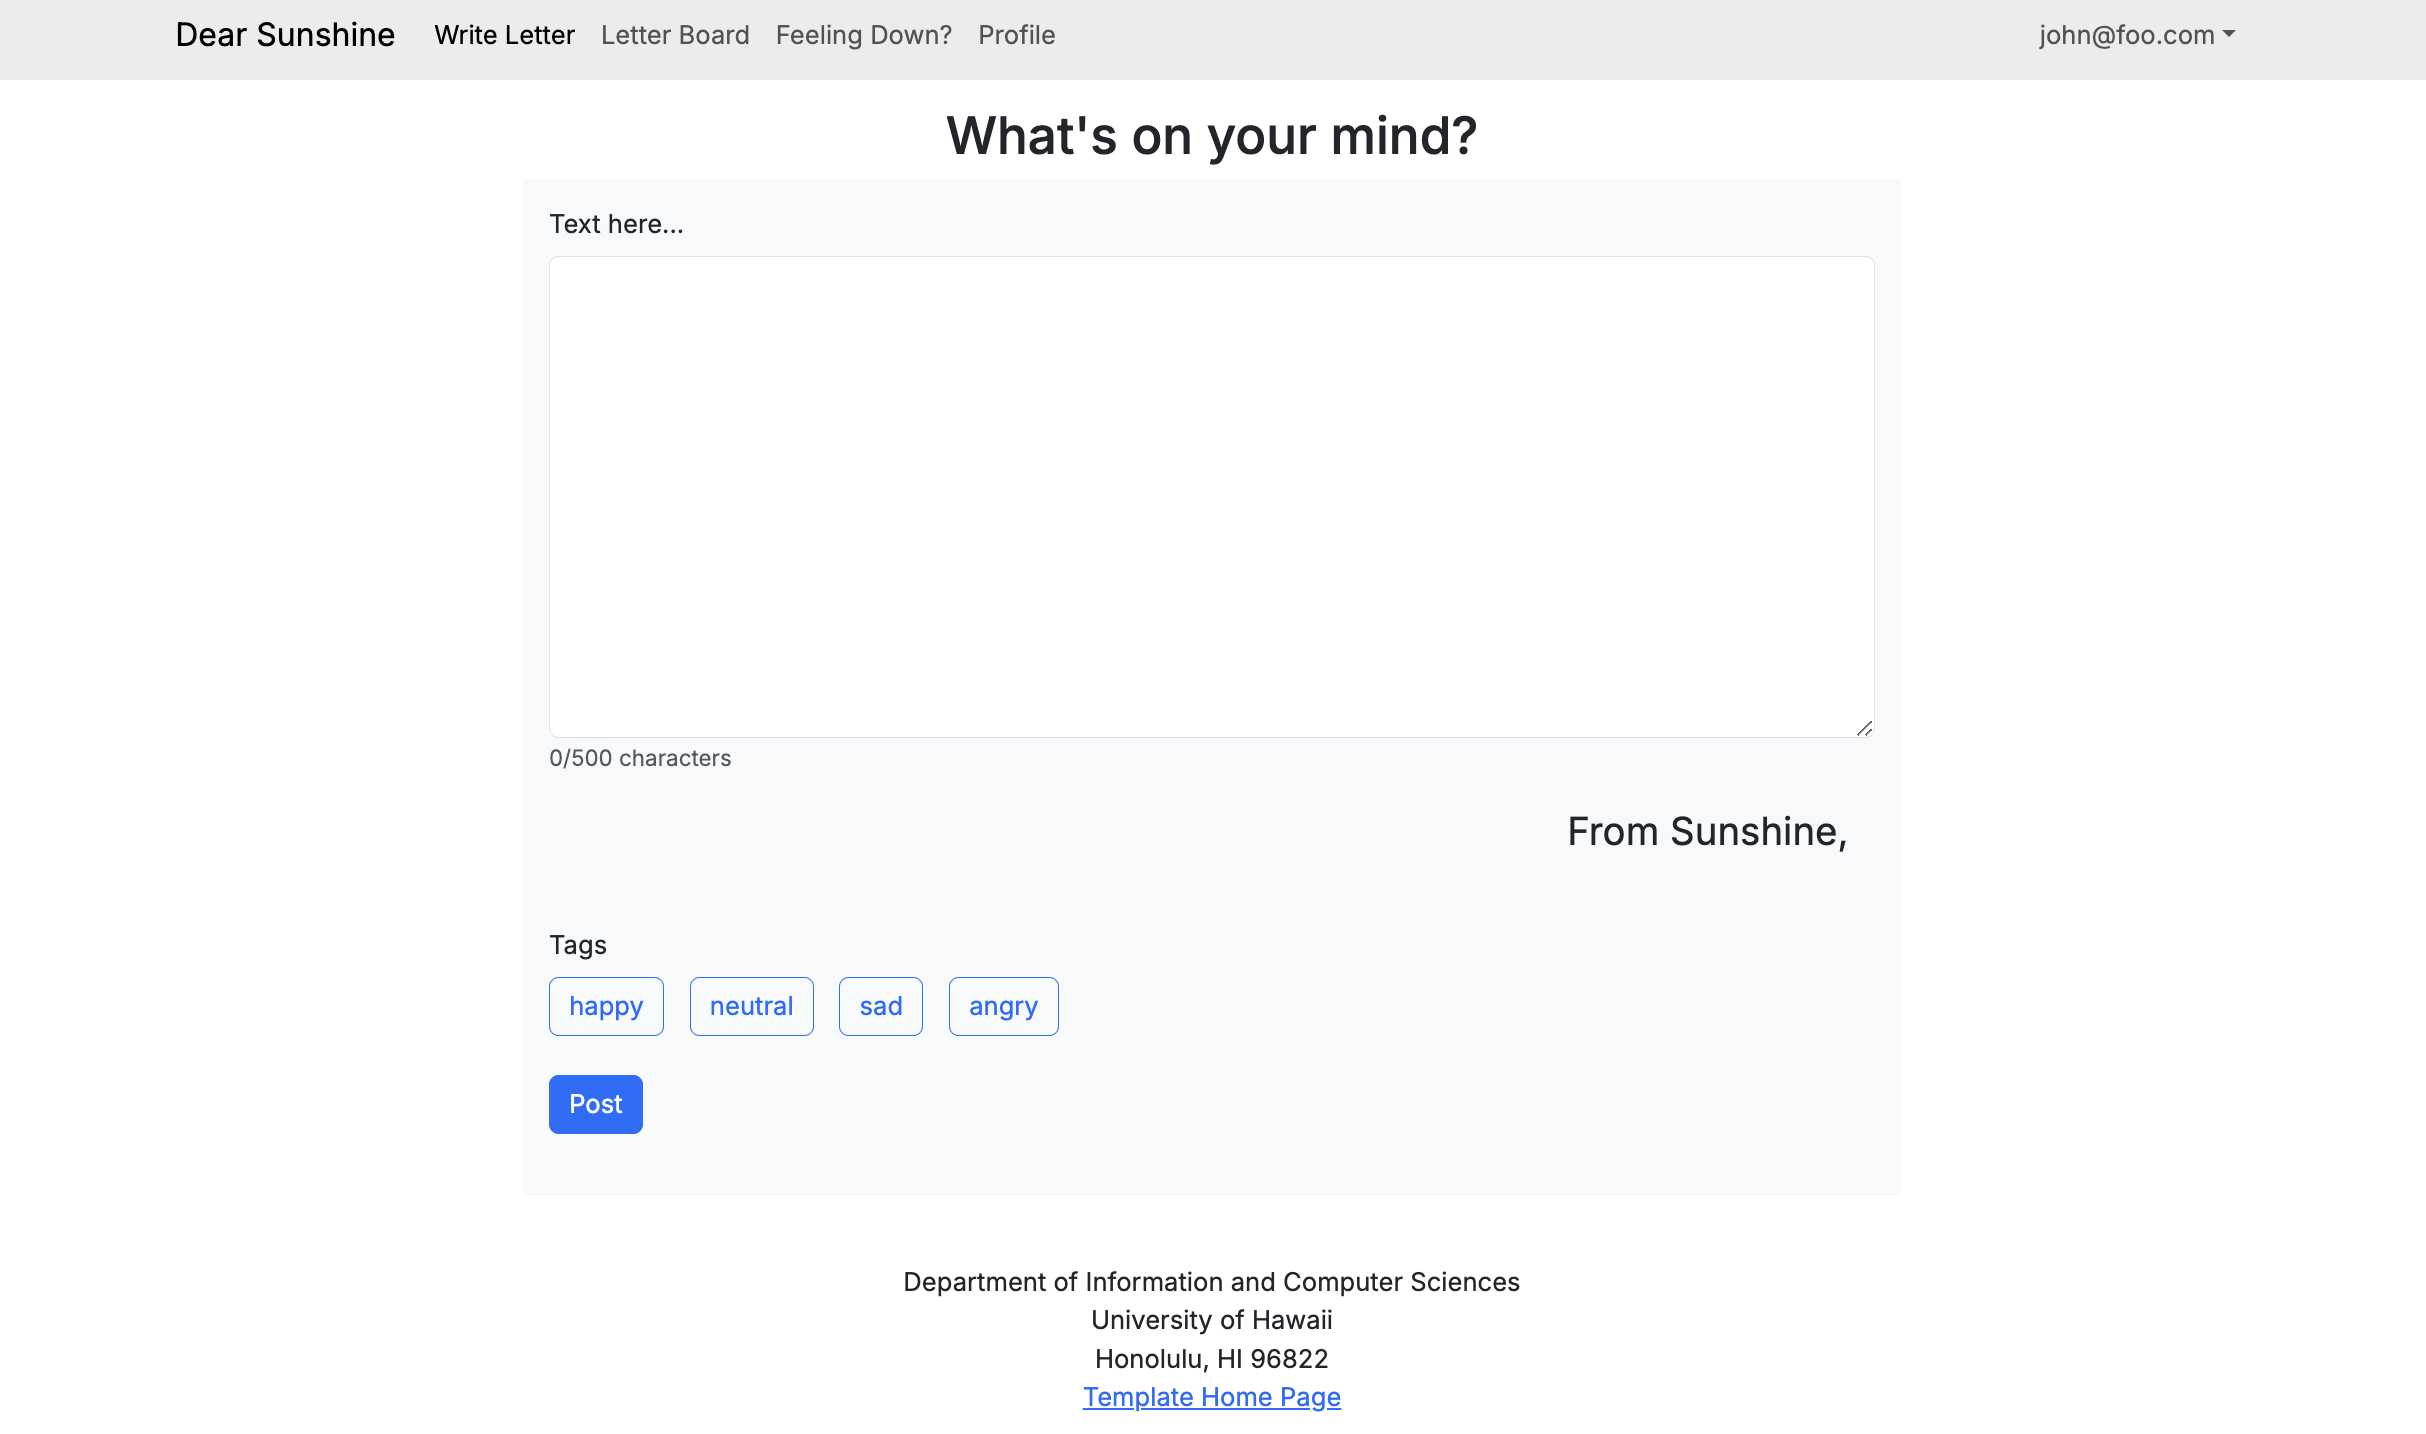 Dear Sunshine Write Letter Letter Board Feeling Down? Profile john@foo.com
What's on your mind?
Text here...
0/500 characters
From Sunshine,
Tags
happy neutral sad angry
Post
Department of Information and Computer Sciences
University of Hawaii
Honolulu, HI 96822
Template Home Page